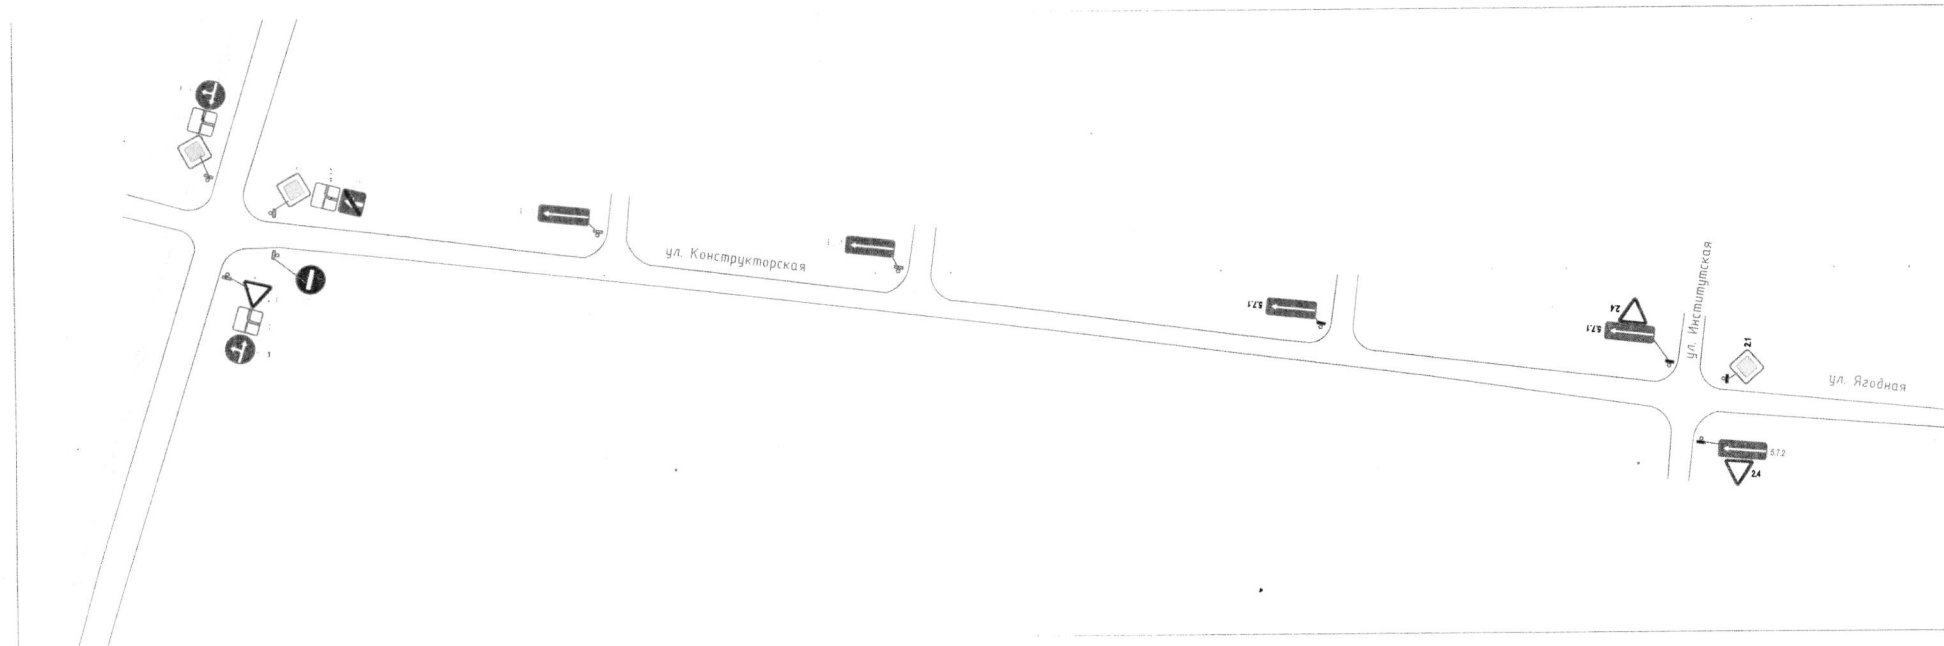 ул. Конструкторская
5.7.1
2.4
5.7.1
ул. Институтская
2.1
ул. Ягодная
5.7.2
2.4